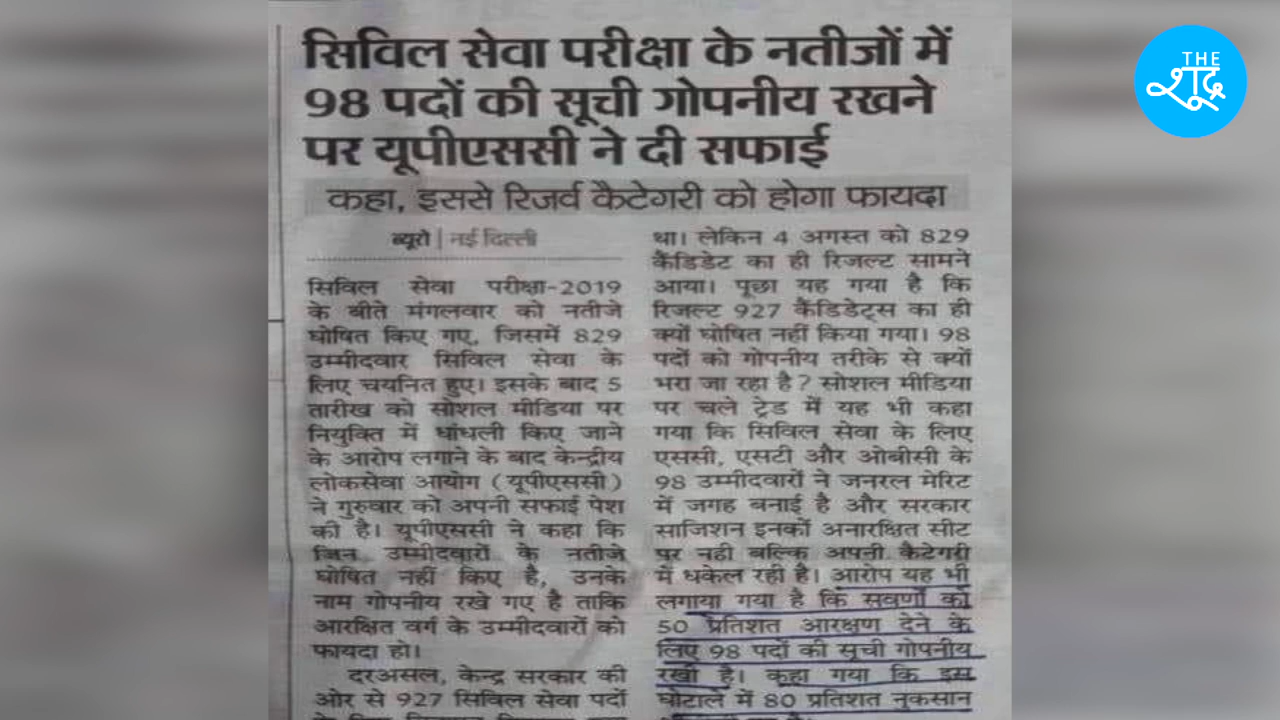 सिविल सेवा परीक्षा के नतीजों में
98 पदों की सूची गोपनीय रखने
पर यूपीएससी ने दी सफाई
कहा, इससे रिजर्व कैटेगरी को होगा फायदा
ब्यूरो | नई दिल्ली
सिविल सेवा परीक्षा-2019
के बीते मंगलवार को नतीजे
घोषित किए गए, जिसमें 829
उम्मीदवार सिविल सेवा के
लिए चयनित हुए। इसके बाद 5
तारीख को सोशल मीडिया पर
नियुक्ति में धांधली किए जाने
के आरोप लगाने के बाद केन्द्रीय
लोकसेवा आयोग (यूपीएससी)
ने गुरुवार को अपनी सफाई पेश
की है। यूपीएससी ने कहा कि
जिन उम्मीदवारों के नतीजे
घोषित नहीं किए है, उनके
नाम गोपनीय रखे गए है ताकि
आरक्षित वर्ग के उम्मीदवारों को
फायदा हो।
दरअसल, केन्द्र सरकार की
ओर से 927 सिविल सेवा पदों
था। लेकिन 4 अगस्त को 829
कैंडिडेट का ही रिजल्ट सामने
आया। पूछा यह गया है कि
रिजल्ट 927 कैंडिडेट्स का ही
क्यों घोषित नहीं किया गया। 98
पदों को गोपनीय तरीके से क्यों
भरा जा रहा है? सोशल मीडिया
पर चले ट्रेड में यह भी कहा
गया कि सिविल सेवा के लिए
एससी, एसटी और ओबीसी के
98 उम्मीदवारों ने जनरल मेरिट
में जगह बनाई है और सरकार
साजिशन इनकों अनारक्षित सीट
पर नही बल्कि अपनी कैटेगरी
में धकेल रही है। आरोप यह भी
लगाया गया है कि सवर्णों को
50 प्रतिशत आरक्षण देने के
लिए 98 पदों की सूची गोपनीय
रखी है। कहा गया कि इस
घोटाले में 80 प्रतिशत नुकसान
THE
शूद्र